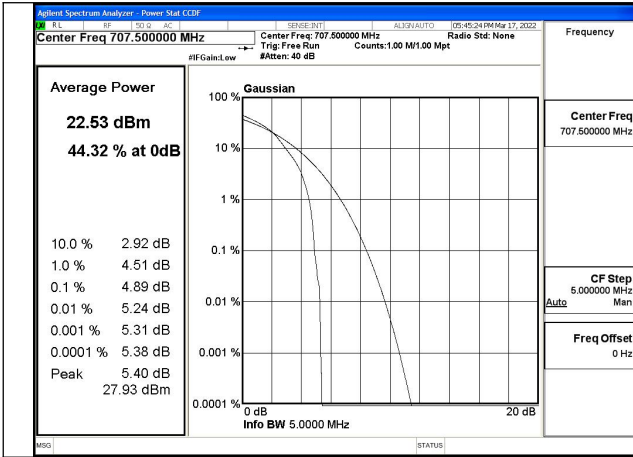 Agilent Spectrum Analyzer - Power Stat CCDF
RL RF 50 Ω AC SENSE:INT ALIGNAUTO 05:45:24 PM Mar 17, 2022
Center Freq 707.500000 MHz
Center Freq: 707.500000 MHz Radio Std: None
Trig: Free Run Counts:1.00 M/1.00 Mpt
#IFGain:Low #Atten: 40 dB
Average Power
22.53 dBm
44.32 % at 0dB
10.0 % 2.92 dB
1.0 % 4.51 dB
0.1 % 4.89 dB
0.01 % 5.24 dB
0.001 % 5.31 dB
0.0001 % 5.38 dB
Peak 5.40 dB
27.93 dBm
Gaussian
100 %
10 %
1 %
0.1 %
0.01 %
0.001 %
0.0001 %
0 dB 20 dB
Info BW 5.0000 MHz
Frequency
Center Freq
707.500000 MHz
CF Step
5.000000 MHz
Auto Man
Freq Offset
0 Hz
MSG STATUS